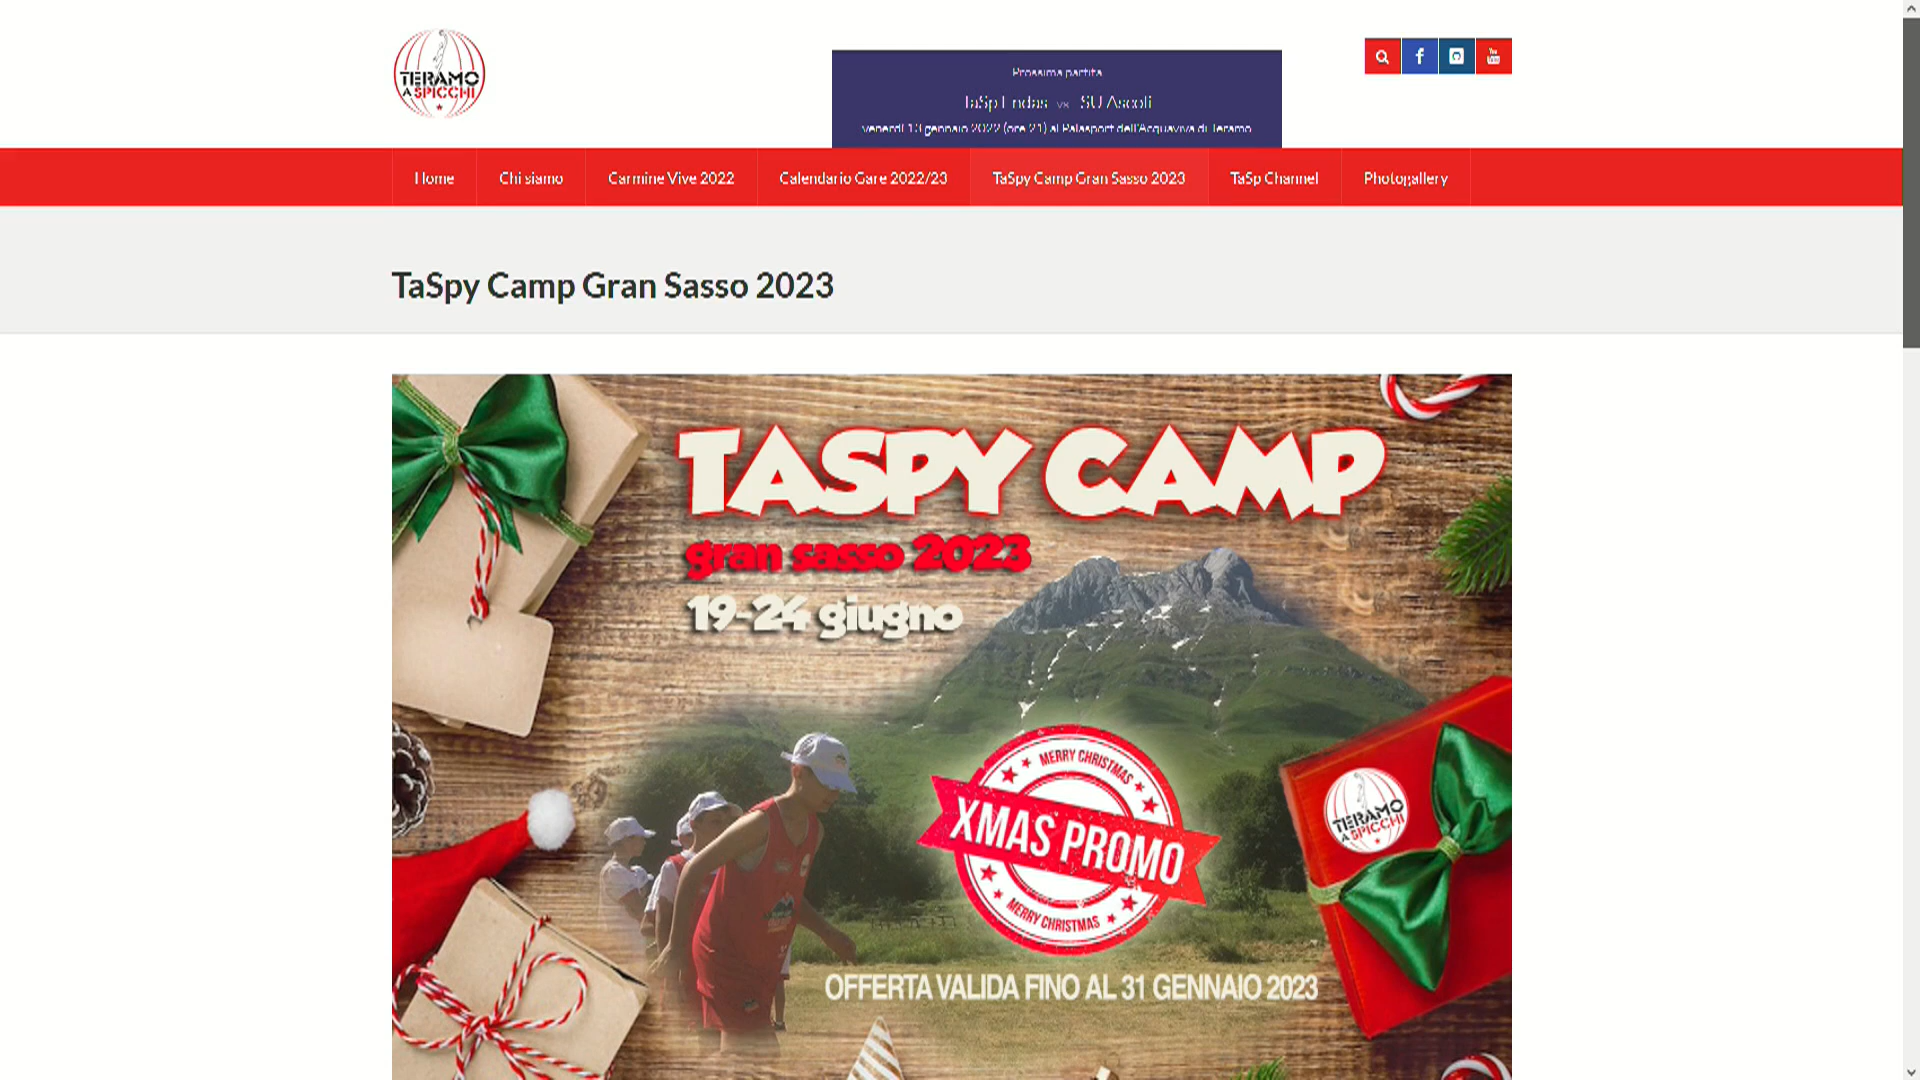 TERAMO
A SPICCHI
Prossima partita
TaSp Endas vs SU Ascoli
venerdì 13 gennaio 2022 (ore 21) al Palasport dell'Acquaviva di Teramo
You
Tube
Home
Chi siamo
Carmine Vive 2022
Calendario Gare 2022/23
TaSpy Camp Gran Sasso 2023
TaSp Channel
Photogallery
TaSpy Camp Gran Sasso 2023
TASPY CAMP
gran sasso 2023
19-24 giugno
MERRY CHRISTMAS
XMAS PROMO
MERRY CHRISTMAS
TERAMO
A SPICCHI
OFFERTA VALIDA FINO AL 31 GENNAIO 2023